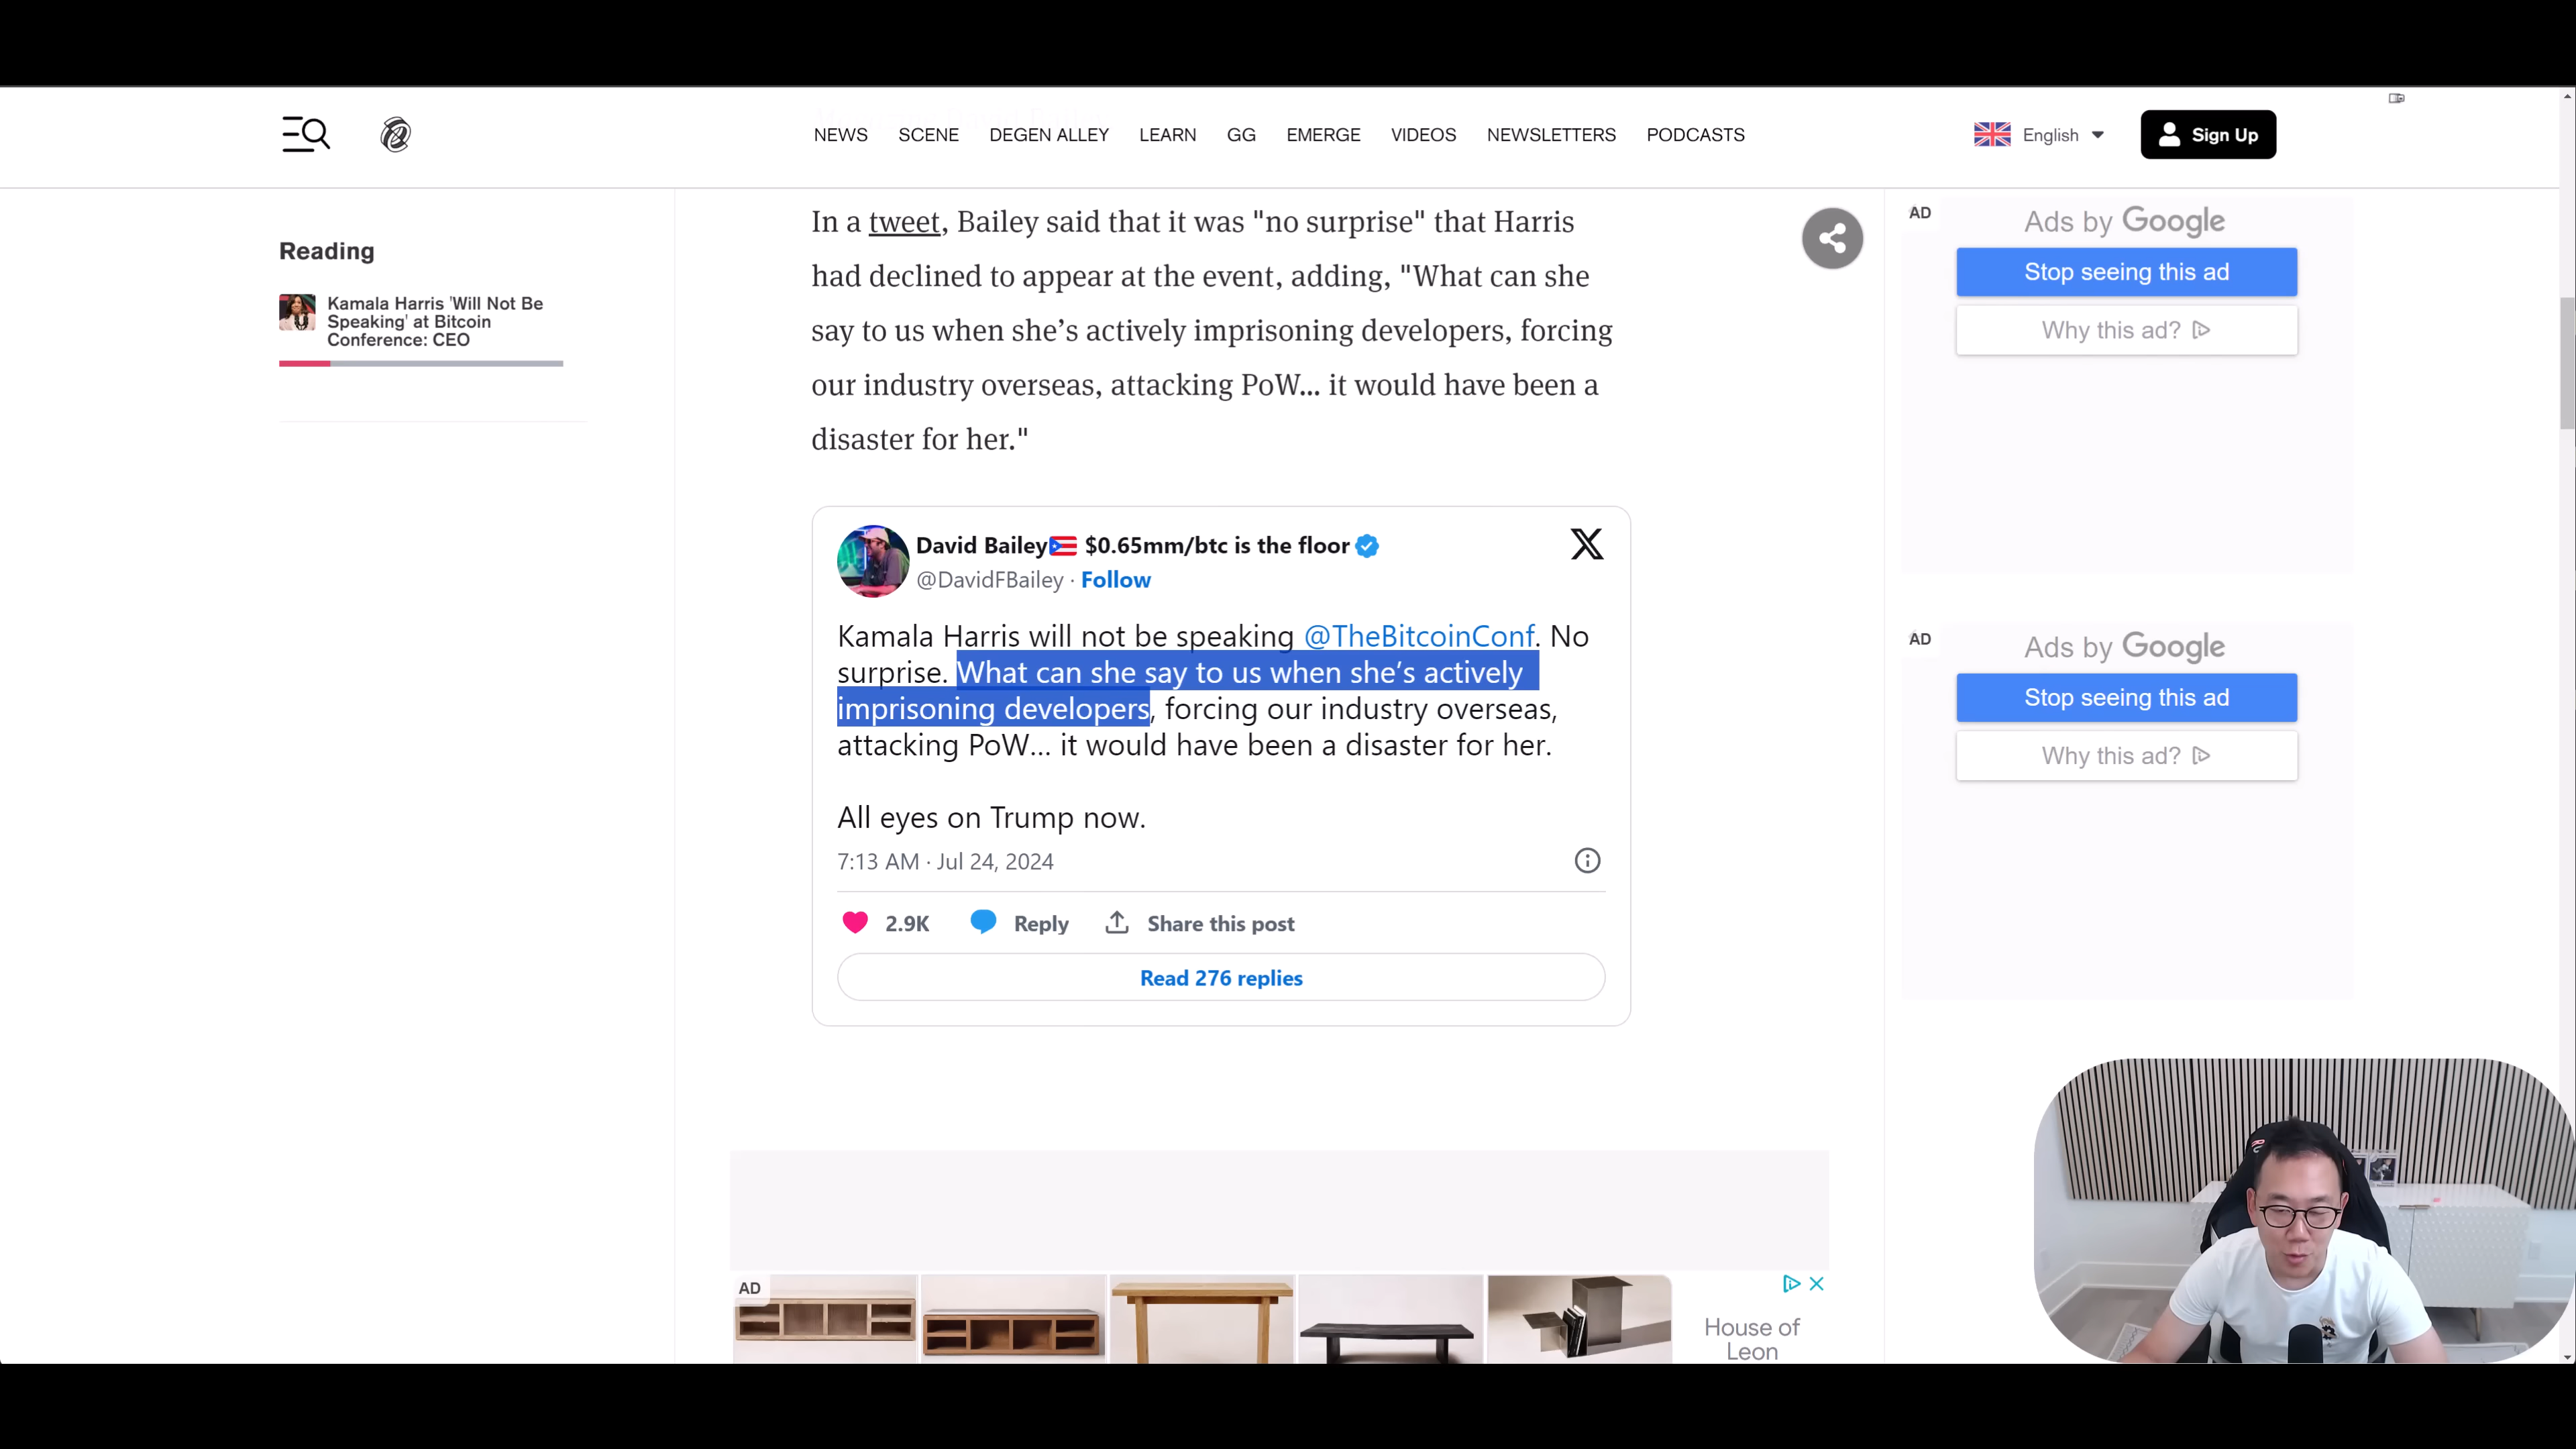 NEWS SCENE DEGEN ALLEY LEARN GG EMERGE VIDEOS NEWSLETTERS PODCASTS
English
Sign Up
Reading
Kamala Harris 'Will Not Be
Speaking' at Bitcoin
Conference: CEO
In a tweet, Bailey said that it was "no surprise" that Harris
had declined to appear at the event, adding, "What can she
say to us when she’s actively imprisoning developers, forcing
our industry overseas, attacking PoW... it would have been a
disaster for her."
David Bailey $0.65mm/btc is the floor
@DavidFBailey · Follow
Kamala Harris will not be speaking @TheBitcoinConf. No
surprise. What can she say to us when she’s actively
imprisoning developers, forcing our industry overseas,
attacking PoW... it would have been a disaster for her.
All eyes on Trump now.
7:13 AM · Jul 24, 2024
2.9K Reply Share this post
Read 276 replies
AD
Ads by Google
Stop seeing this ad
Why this ad?
AD
Ads by Google
Stop seeing this ad
Why this ad?
AD
House of
Leon